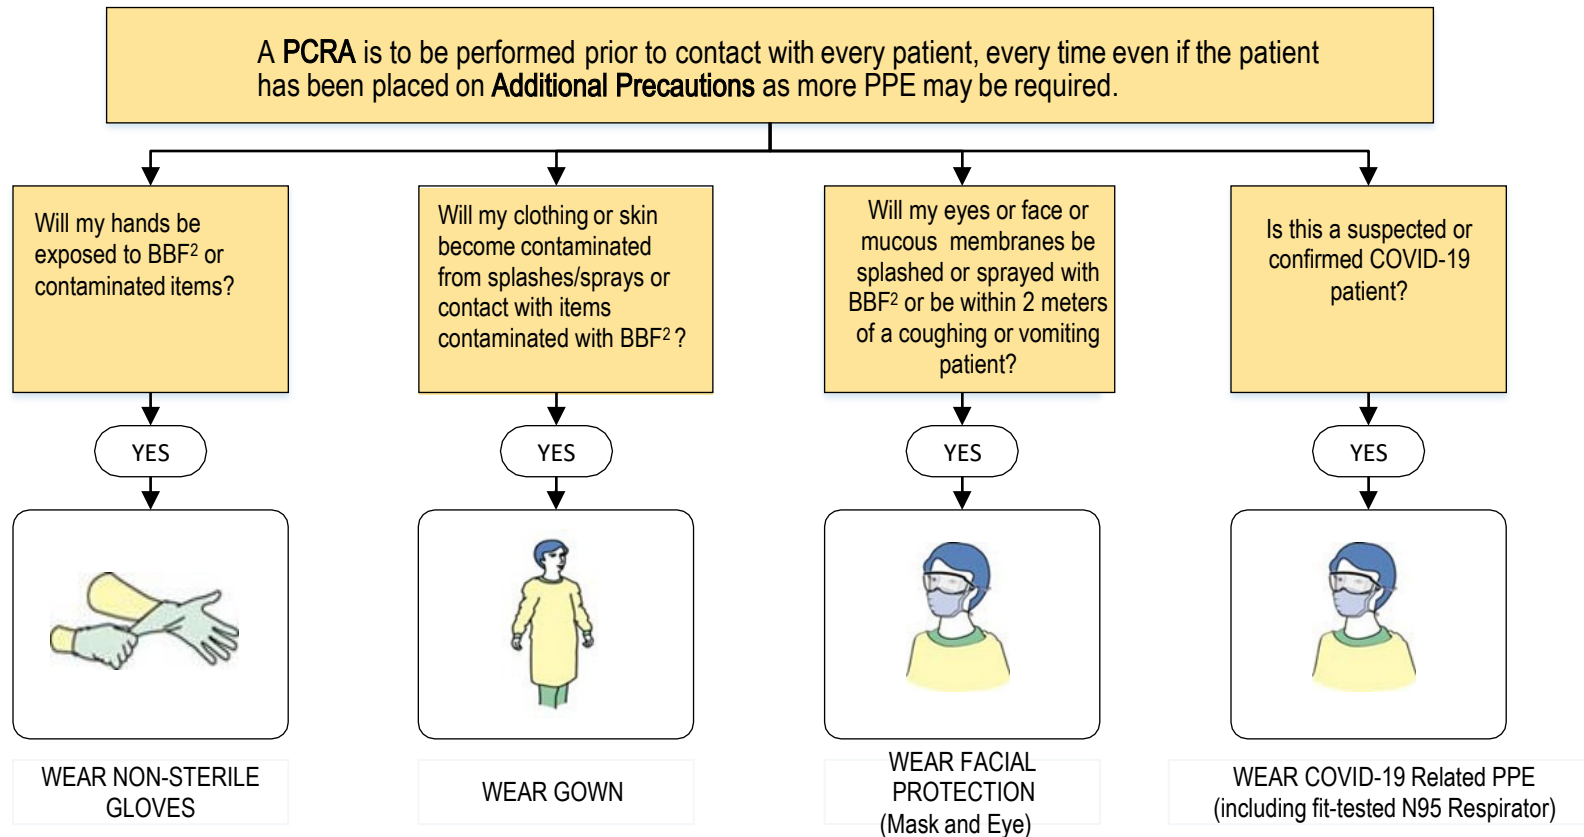 A PCRA is to be performed prior to contact with every patient, every time even if the patient
has been placed on Additional Precautions as more PPE may be required.
Will my hands be
exposed to BBF² or
contaminated items?
Will my clothing or skin
become contaminated
from splashes/sprays or
contact with items
contaminated with BBF² ?
Will my eyes or face or
mucous membranes be
splashed or sprayed with
BBF² or be within 2 meters
of a coughing or vomiting
patient?
Is this a suspected or
confirmed COVID-19
patient?
YES
YES
YES
YES
WEAR NON-STERILE
GLOVES
WEAR GOWN
WEAR FACIAL
PROTECTION
(Mask and Eye)
WEAR COVID-19 Related PPE
(including fit-tested N95 Respirator)